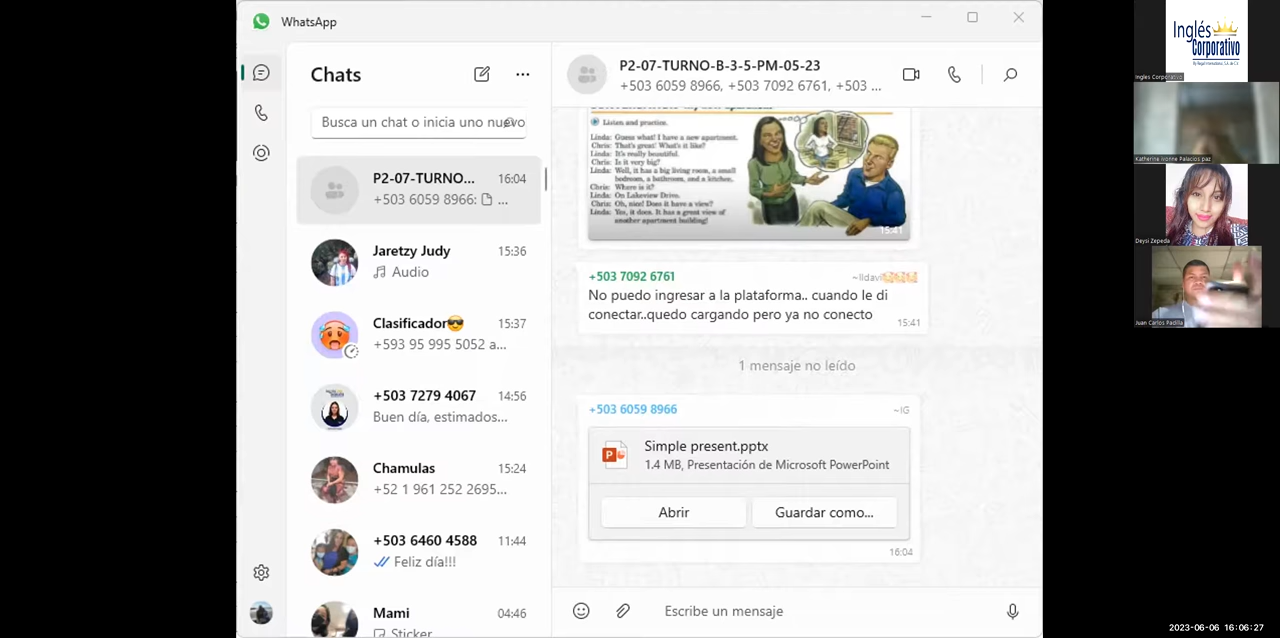 WhatsApp
Chats
Busca un chat o inicia uno nuevo
P2-07-TURNO... 16:04
+503 6059 8966: ...
Jaretzy Judy 15:36
Audio
Clasificador😎 15:37
+593 95 995 5052 a...
+503 7279 4067 14:56
Buen día, estimados...
Chamulas 15:24
+52 1 961 252 2695...
+503 6460 4588 11:44
Feliz día!!!
Mami 04:46
Sticker
P2-07-TURNO-B-3-5-PM-05-23
+503 6059 8966, +503 7092 6761, +503 ...
Listen and practice.
Linda: Guess what! I have a new apartment.
Chris: That's great! What's it like?
Linda: It's really beautiful.
Chris: Is it very big?
Linda: Well, it has a big living room, a small
bedroom, a bathroom, and a kitchen.
Chris: Where is it?
Linda: On Lakeview Drive.
Chris: Oh, nice! Does it have a view?
Linda: Yes, it does. It has a great view of
another apartment building!
15:41
+503 7092 6761
No puedo ingresar a la plataforma.. cuando le di
conectar..quedo cargando pero ya no conecto
15:41
1 mensaje no leído
+503 6059 8966 ~IG
Simple present.pptx
1.4 MB, Presentación de Microsoft PowerPoint
Abrir Guardar como...
16:04
Escribe un mensaje
Inglés
Corporativo
Ingles Corporativo
Katherine Ivonne Palacios paz
Deysi Zepeda
Juan Carlos Padilla
2023-06-06 16:06:27